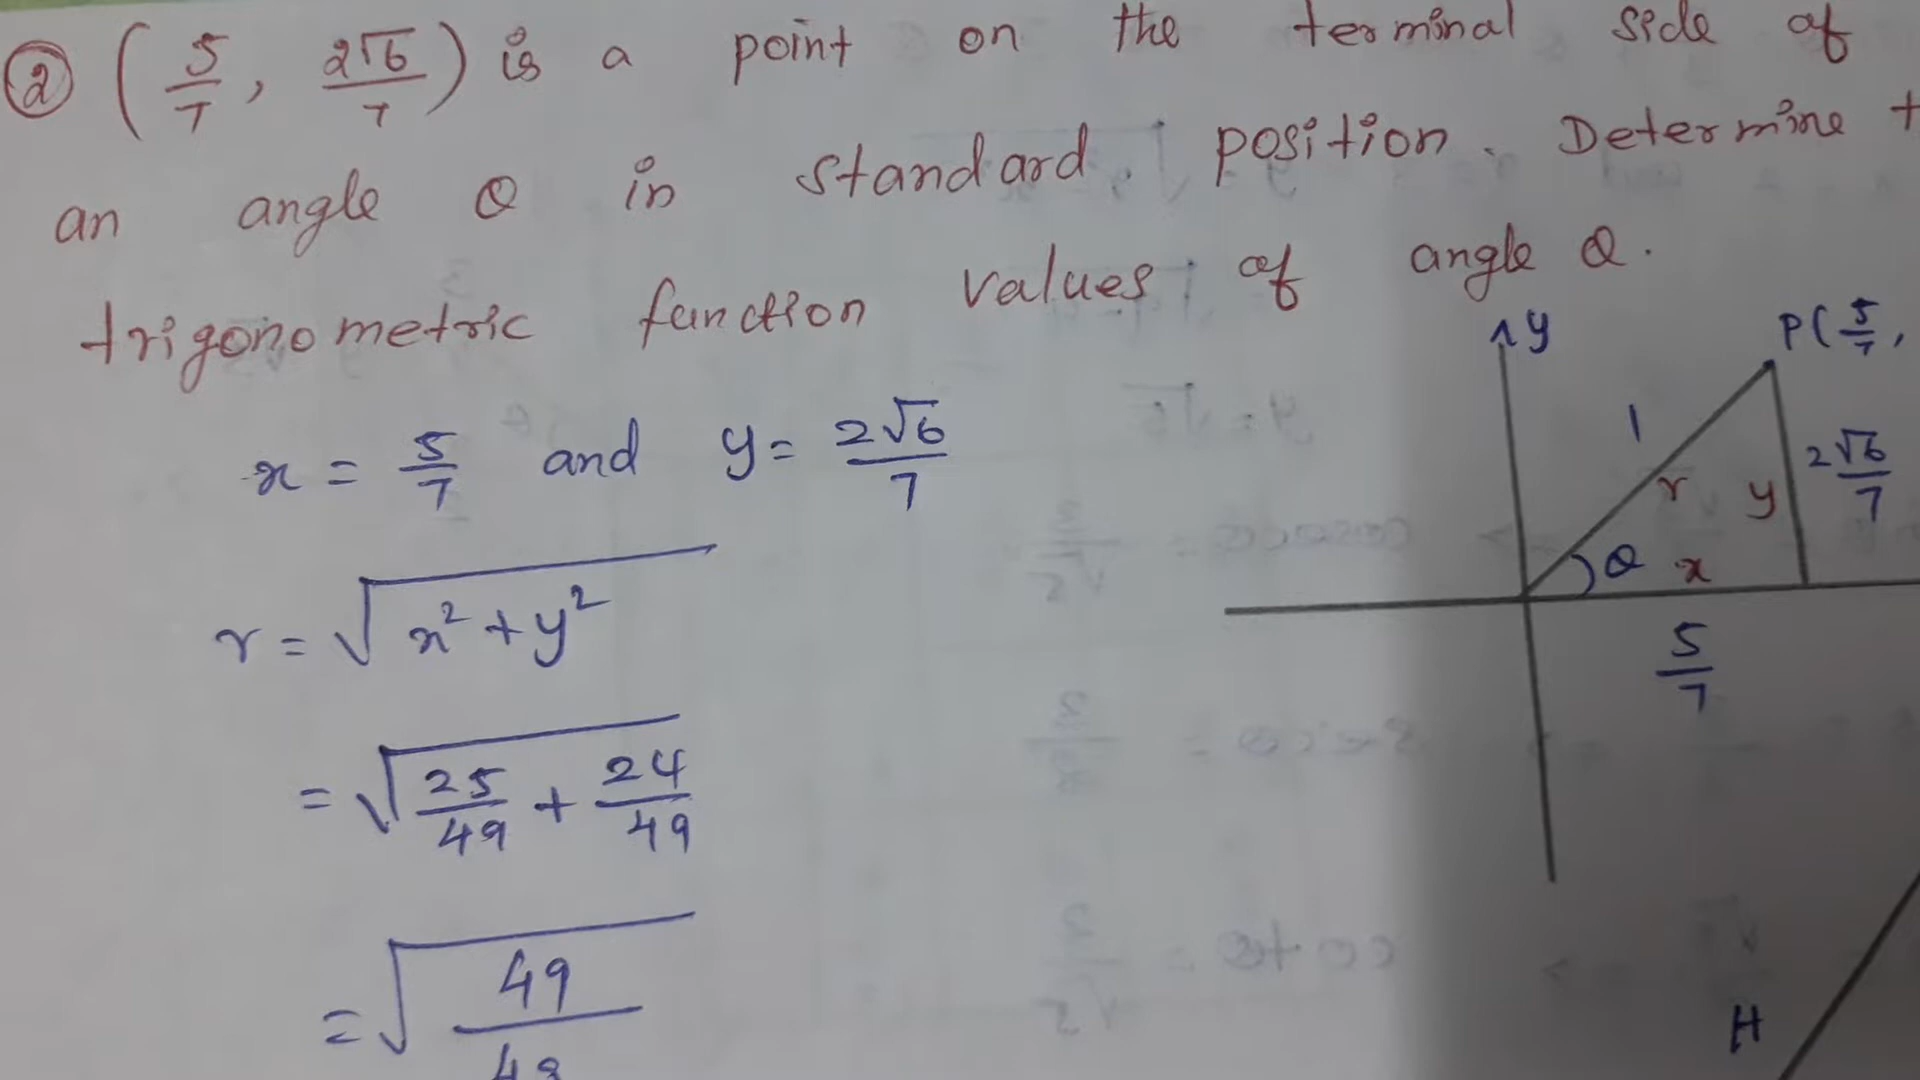 ② (5/7, 2√6/7) is a point on the terminal side of
an angle θ in standard position. Determine
trigonometric function values of angle θ.
x = 5/7 and y = 2√6/7
r = √(x² + y²)
= √(25/49 + 24/49)
= √(49/49)
y
P(5/7,
1
r
y
2√6/7
θ
x
5/7
H